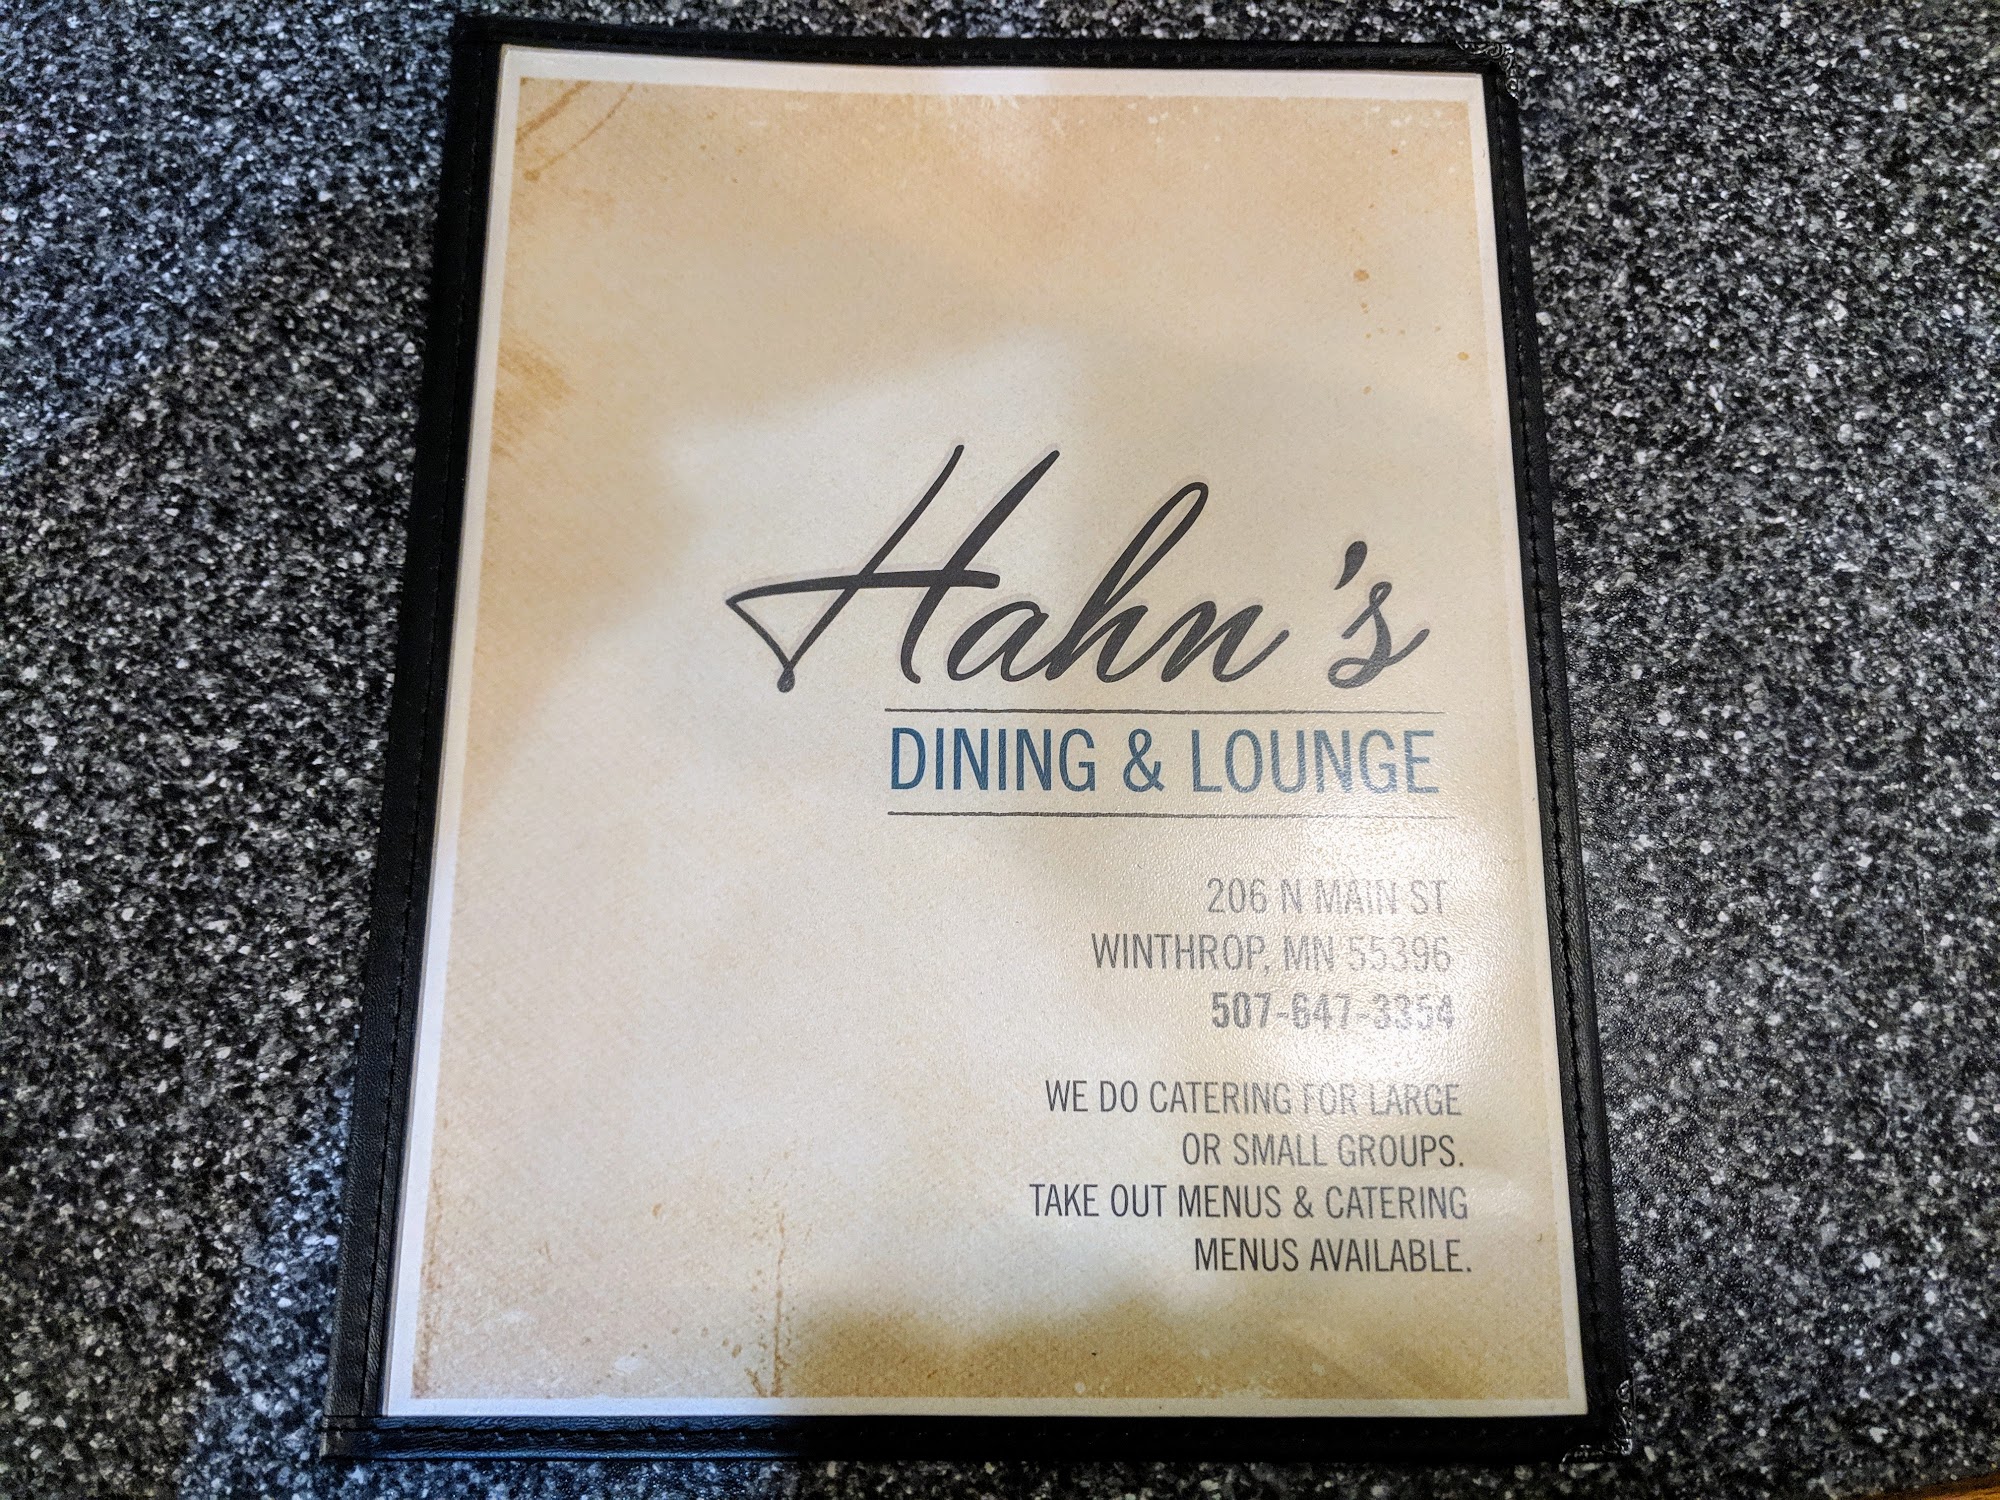 Hahn's
DINING & LOUNGE
206 N MAIN ST
WINTHROP, MN 55396
507-647-3354
WE DO CATERING FOR LARGE
OR SMALL GROUPS.
TAKE OUT MENUS & CATERING
MENUS AVAILABLE.